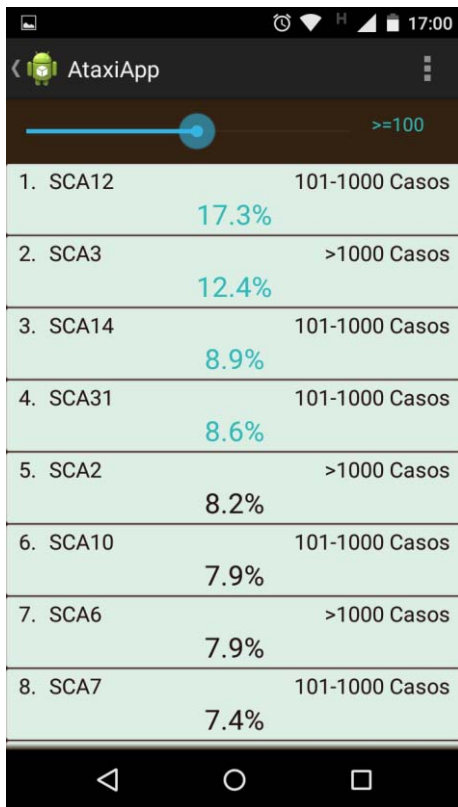 H 17:00
AtaxiApp
>=100
1. SCA12 101-1000 Casos
17.3%
2. SCA3 >1000 Casos
12.4%
3. SCA14 101-1000 Casos
8.9%
4. SCA31 101-1000 Casos
8.6%
5. SCA2 >1000 Casos
8.2%
6. SCA10 101-1000 Casos
7.9%
7. SCA6 >1000 Casos
7.9%
8. SCA7 101-1000 Casos
7.4%